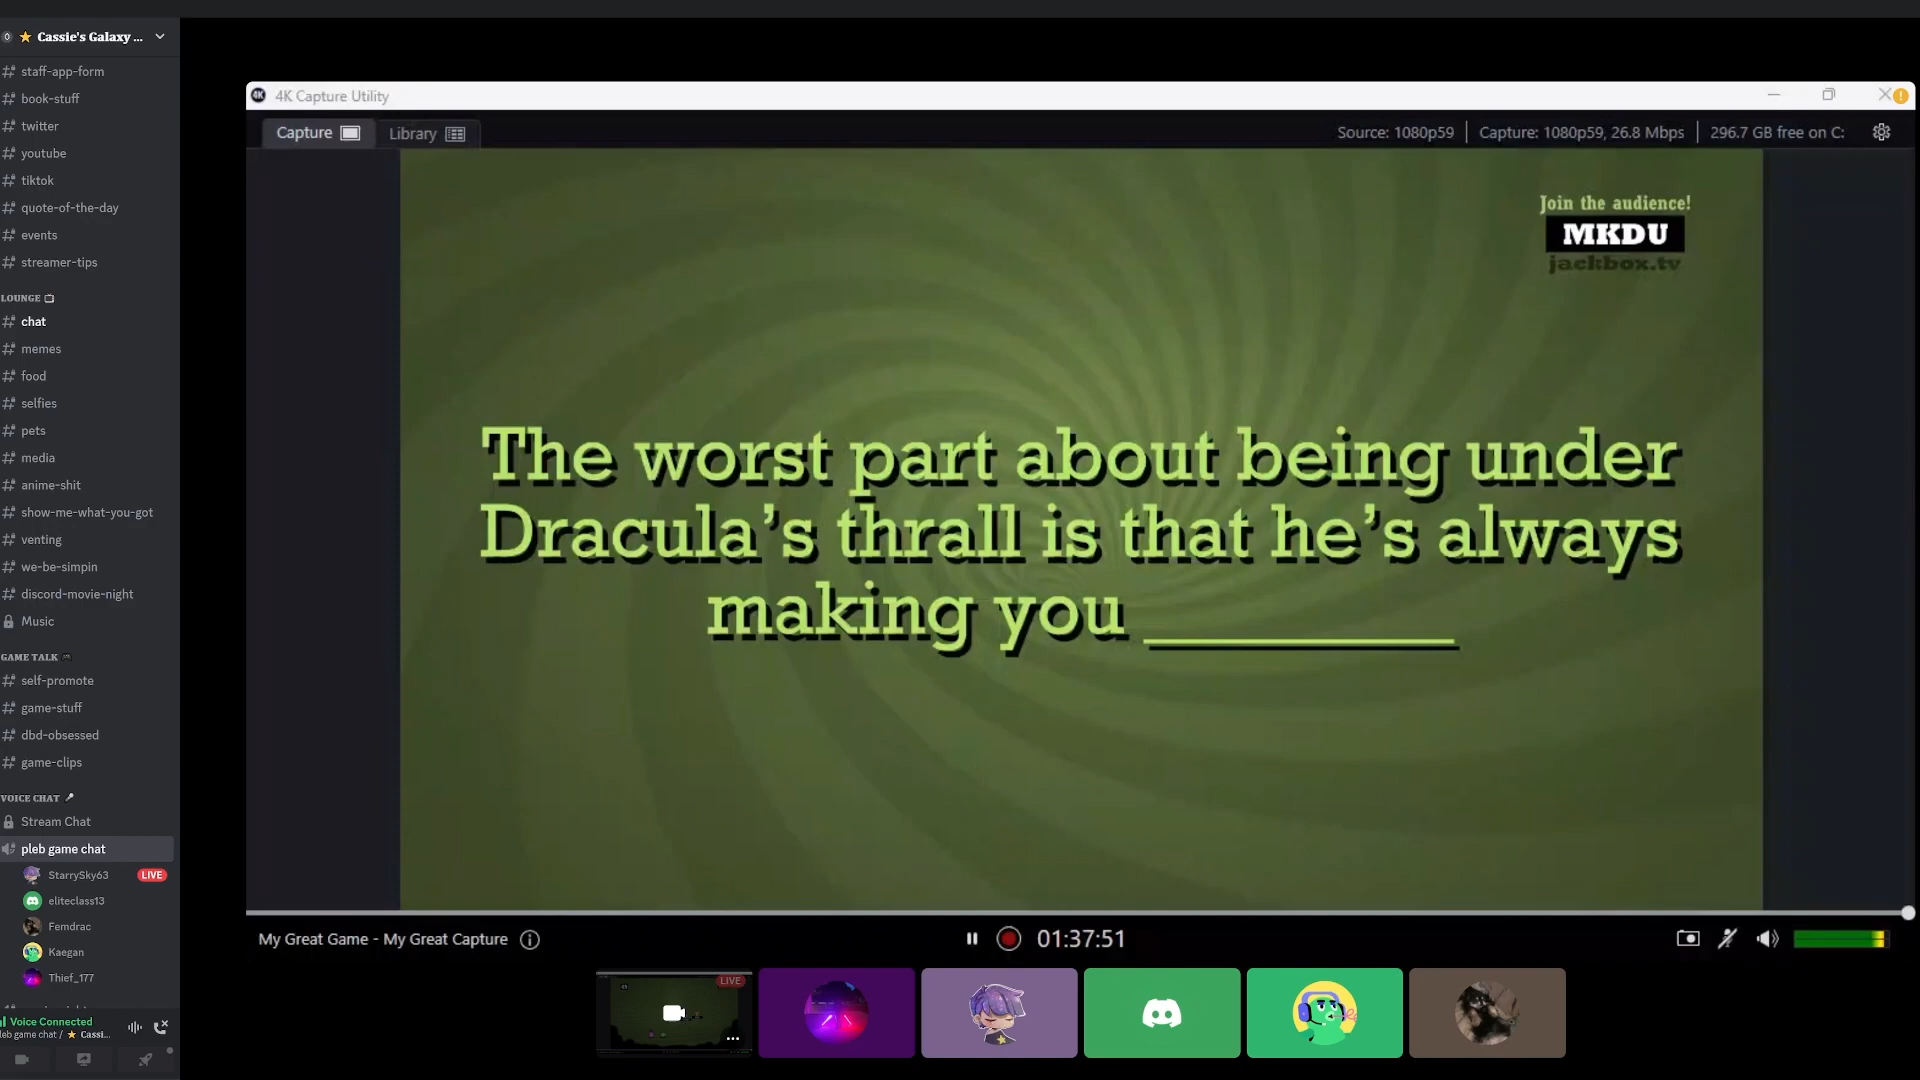 Cassie's Galaxy ...
staff-app-form
book-stuff
twitter
youtube
tiktok
quote-of-the-day
events
streamer-tips
LOUNGE
chat
memes
food
selfies
pets
media
anime-shit
show-me-what-you-got
venting
we-be-simpin
discord-movie-night
Music
GAME TALK
self-promote
game-stuff
dbd-obsessed
game-clips
VOICE CHAT
Stream Chat
pleb game chat
StarrySky63 LIVE
eliteclass13
Femdrac
Kaegan
Thief_177
Voice Connected
leb game chat / Cassi...
4K Capture Utility
Capture Library Source: 1080p59 Capture: 1080p59, 26.8 Mbps 296.7 GB free on C:
Join the audience!
MKDU
jackbox.tv
The worst part about being under
Dracula's thrall is that he's always
making you __________
My Great Game - My Great Capture 01:37:51
LIVE